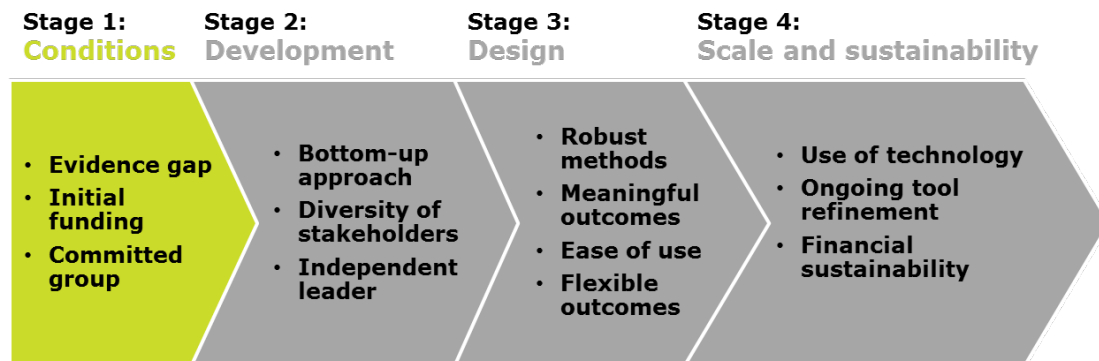 Stage 1:
Conditions
Stage 2:
Development
Stage 3:
Design
Stage 4:
Scale and sustainability
• Evidence gap
• Initial
funding
• Committed
group
• Bottom-up
approach
• Diversity of
stakeholders
• Independent
leader
• Robust
methods
• Meaningful
outcomes
• Ease of use
• Flexible
outcomes
• Use of technology
• Ongoing tool
refinement
• Financial
sustainability